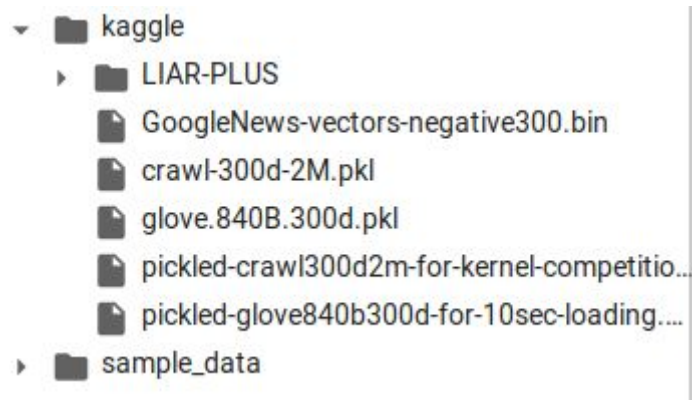 kaggle
LIAR-PLUS
GoogleNews-vectors-negative300.bin
crawl-300d-2M.pkl
glove.840B.300d.pkl
pickled-crawl300d2m-for-kernel-competitio...
pickled-glove840b300d-for-10sec-loading....
sample_data